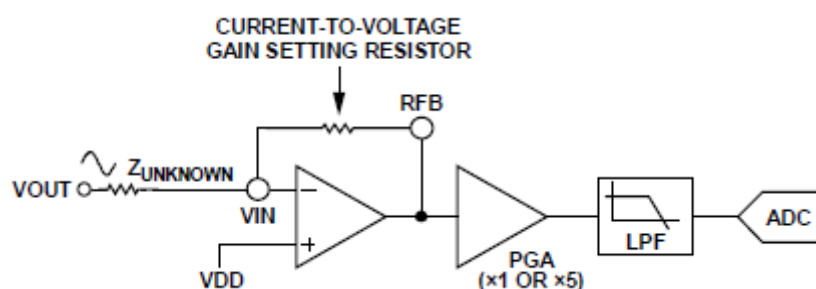 CURRENT-TO-VOLTAGE
GAIN SETTING RESISTOR
RFB
ZUNKNOWN
VOUT
VIN
−
+
VDD
PGA
(×1 OR ×5)
LPF
ADC